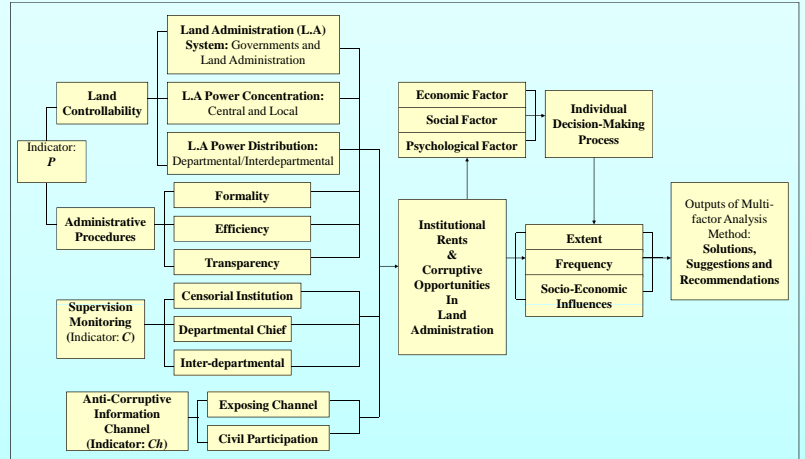 Land Administration (L.A)
System: Governments and
Land Administration
Land
Controllability
L.A Power Concentration:
Central and Local
L.A Power Distribution:
Departmental/Interdepartmental
Indicator:
P
Administrative
Procedures
Formality
Efficiency
Transparency
Supervision
Monitoring
(Indicator: C)
Censorial Institution
Departmental Chief
Inter-departmental
Anti-Corruptive
Information
Channel
(Indicator: Ch)
Exposing Channel
Civil Participation
Economic Factor
Social Factor
Psychological Factor
Individual
Decision-Making
Process
Institutional
Rents
&
Corruptive
Opportunities
In
Land
Administration
Extent
Frequency
Socio-Economic
Influences
Outputs of Multi-
factor Analysis
Method:
Solutions,
Suggestions and
Recommendations